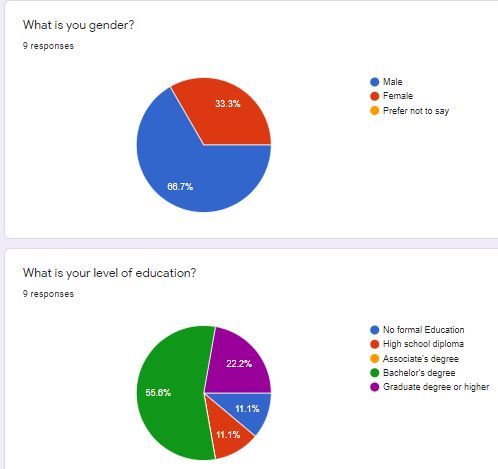 What is you gender?
9 responses
Male
Female
Prefer not to say
33.3%
66.7%
What is your level of education?
9 responses
No formal Education
High school diploma
Associate's degree
Bachelor's degree
Graduate degree or higher
22.2%
55.6%
11.1%
11.1%